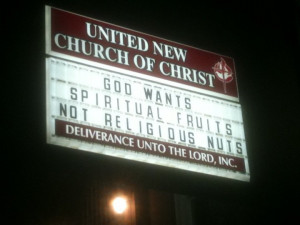 UNITED NEW
CHURCH OF CHRIST
GOD WANTS
SPIRITUAL FRUITS
NOT RELIGIOUS NUTS
DELIVERANCE UNTO THE LORD, INC.